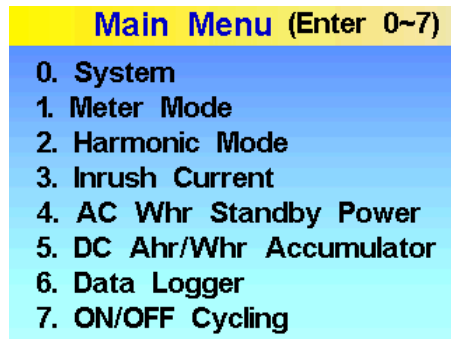 Main Menu (Enter 0~7)
0. System
1. Meter Mode
2. Harmonic Mode
3. Inrush Current
4. AC Whr Standby Power
5. DC Ahr/Whr Accumulator
6. Data Logger
7. ON/OFF Cycling